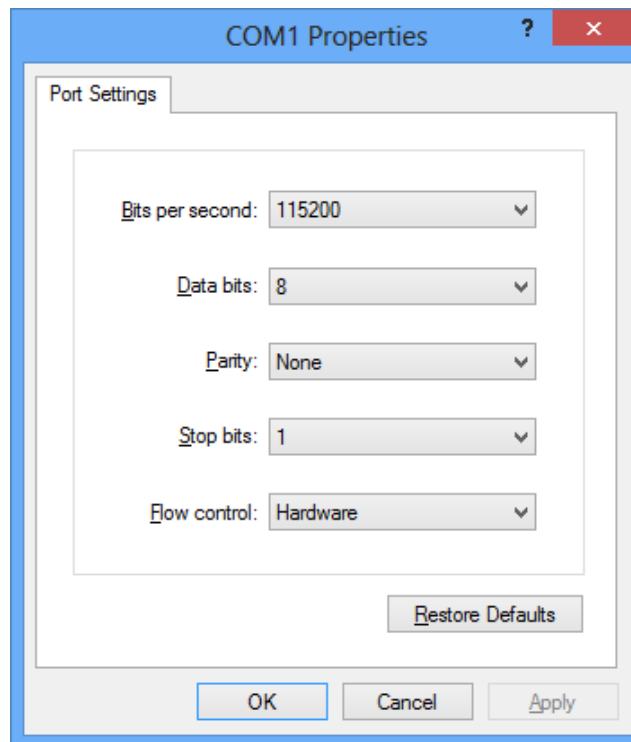 COM1 Properties ?
Port Settings
Bits per second: 115200
Data bits: 8
Parity: None
Stop bits: 1
Flow control: Hardware
Restore Defaults
OK Cancel Apply